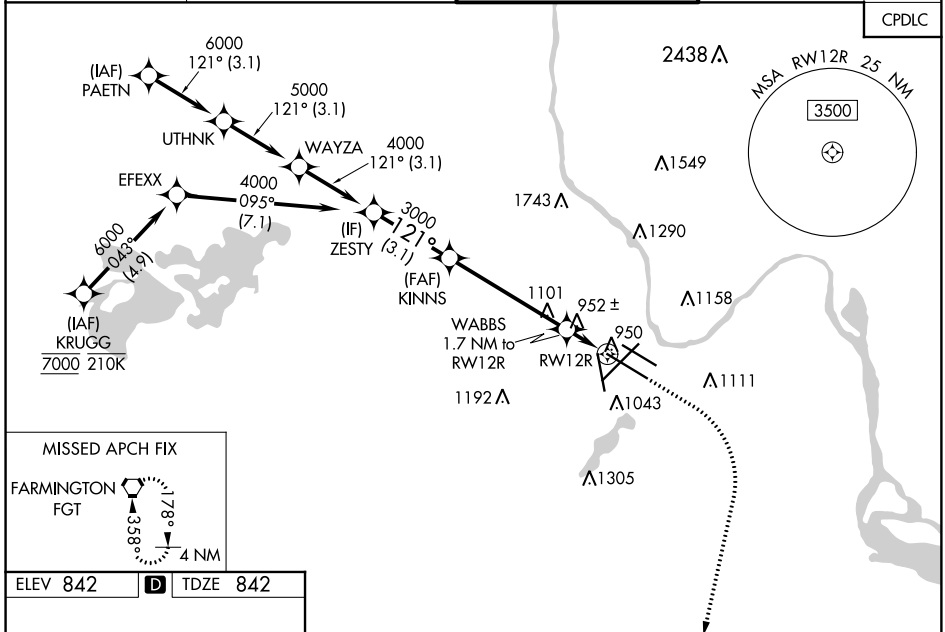 CPDLC
6000
121° (3.1)
(IAF)
PAETN
5000
121° (3.1)
UTHNK
WAYZA
4000
121° (3.1)
EFEXX
4000
095°
(7.1)
(IF)
ZESTY
3000
121°
(3.1)
6000
043°
(4.9)
(IAF)
KRUGG
7000 210K
(FAF)
KINNS
WABBS
1.7 NM to
RW12R
RW12R
2438
1549
1743
1290
1158
1101
952 ±
950
1111
1192
1043
1305
MSA RW12R 25 NM
3500
MISSED APCH FIX
FARMINGTON
FGT
178°
358°
4 NM
ELEV 842 D TDZE 842